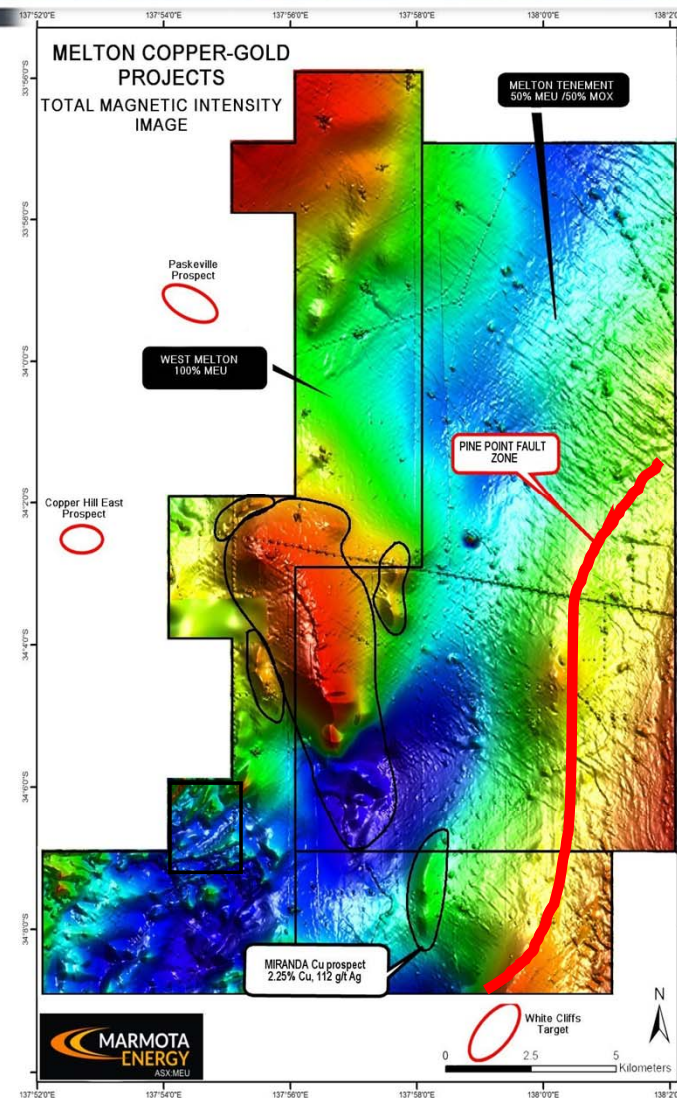 137°52'0"E 137°54'0"E 137°56'0"E 137°58'0"E 138°0'0"E 138°2'0
MELTON COPPER-GOLD
PROJECTS
TOTAL MAGNETIC INTENSITY
IMAGE
MELTON TENEMENT
50% MEU /50% MOX
33°56'0"S
33°58'0"S
Paskeville
Prospect
34°0'0"S
WEST MELTON
100% MEU
PINE POINT FAULT
ZONE
Copper Hill East
Prospect
34°2'0"S
34°4'0"S
34°6'0"S
34°8'0"S
MIRANDA Cu prospect
2.25% Cu, 112 g/t Ag
White Cliffs
Target
N
MARMOTA
ENERGY
ASX:MEU
0 2.5 5
Kilometers
137°52'0"E 137°54'0"E 137°56'0"E 137°58'0"E 138°0'0"E 138°2'0